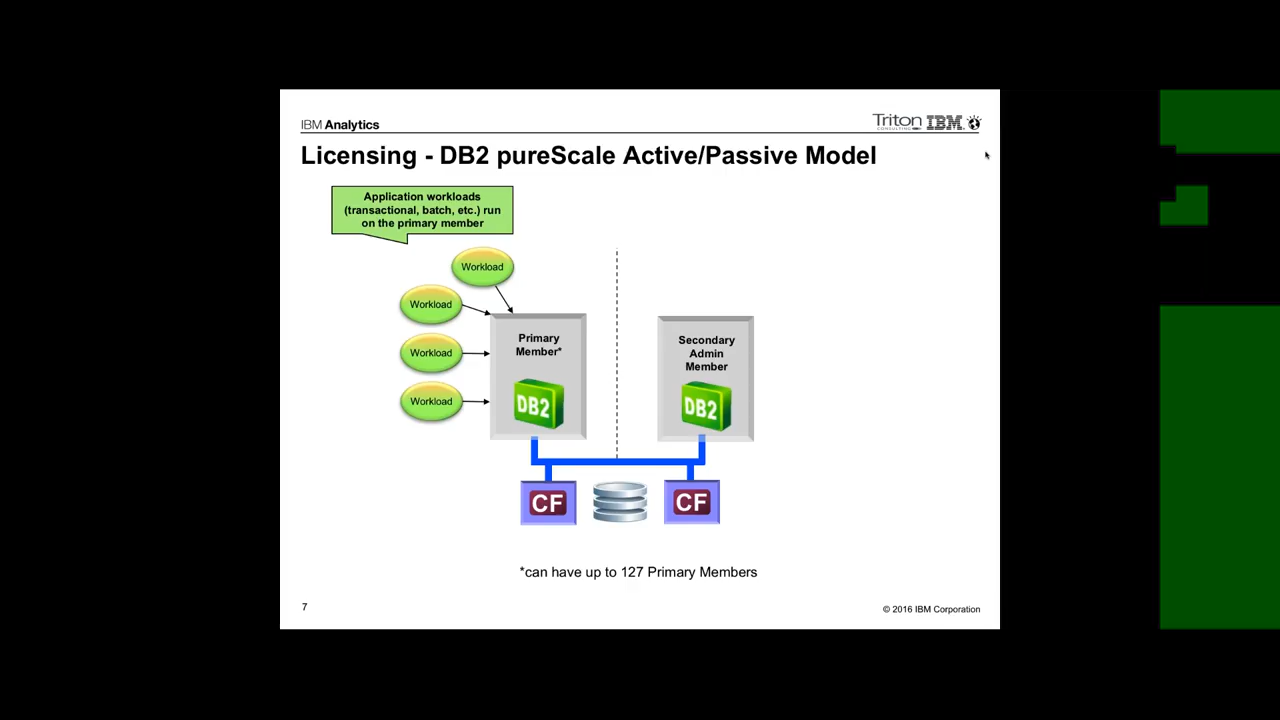 IBM Analytics
Triton IBM.
CONSULTING
Licensing - DB2 pureScale Active/Passive Model
Application workloads
(transactional, batch, etc.) run
on the primary member
Workload
Workload
Workload
Workload
Primary
Member*
DB2
Secondary
Admin
Member
DB2
CF
CF
*can have up to 127 Primary Members
7
© 2016 IBM Corporation